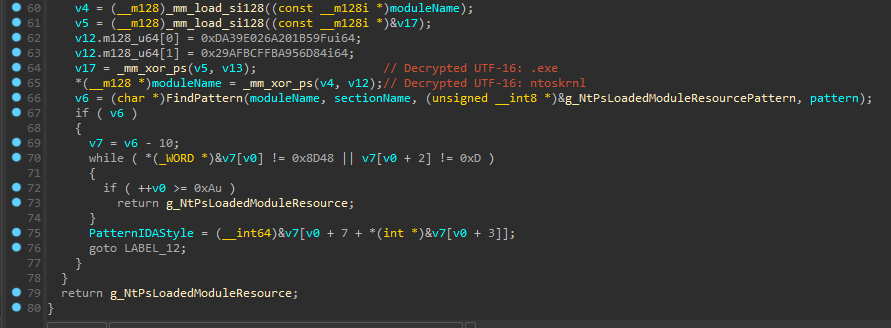 60 v4 = (__m128)_mm_load_si128((const __m128i *)moduleName);
61 v5 = (__m128)_mm_load_si128((const __m128i *)&v17);
62 v12.m128_u64[0] = 0xDA39E026A201B59Fui64;
63 v12.m128_u64[1] = 0x29AFBCFFBA956D84i64;
64 v17 = _mm_xor_ps(v5, v13); // Decrypted UTF-16: .exe
65 *(__m128 *)moduleName = _mm_xor_ps(v4, v12);// Decrypted UTF-16: ntoskrnl
66 v6 = (char *)FindPattern(moduleName, sectionName, (unsigned __int8 *)&g_NtPsLoadedModuleResourcePattern, pattern);
67 if ( v6 )
68 {
69 v7 = v6 - 10;
70 while ( *(_WORD *)&v7[v0] != 0x8D48 || v7[v0 + 2] != 0xD )
71 {
72 if ( ++v0 >= 0xAu )
73 return g_NtPsLoadedModuleResource;
74 }
75 PatternIDAStyle = (__int64)&v7[v0 + 7 + *(int *)&v7[v0 + 3]];
76 goto LABEL_12;
77 }
78 }
79 return g_NtPsLoadedModuleResource;
80 }